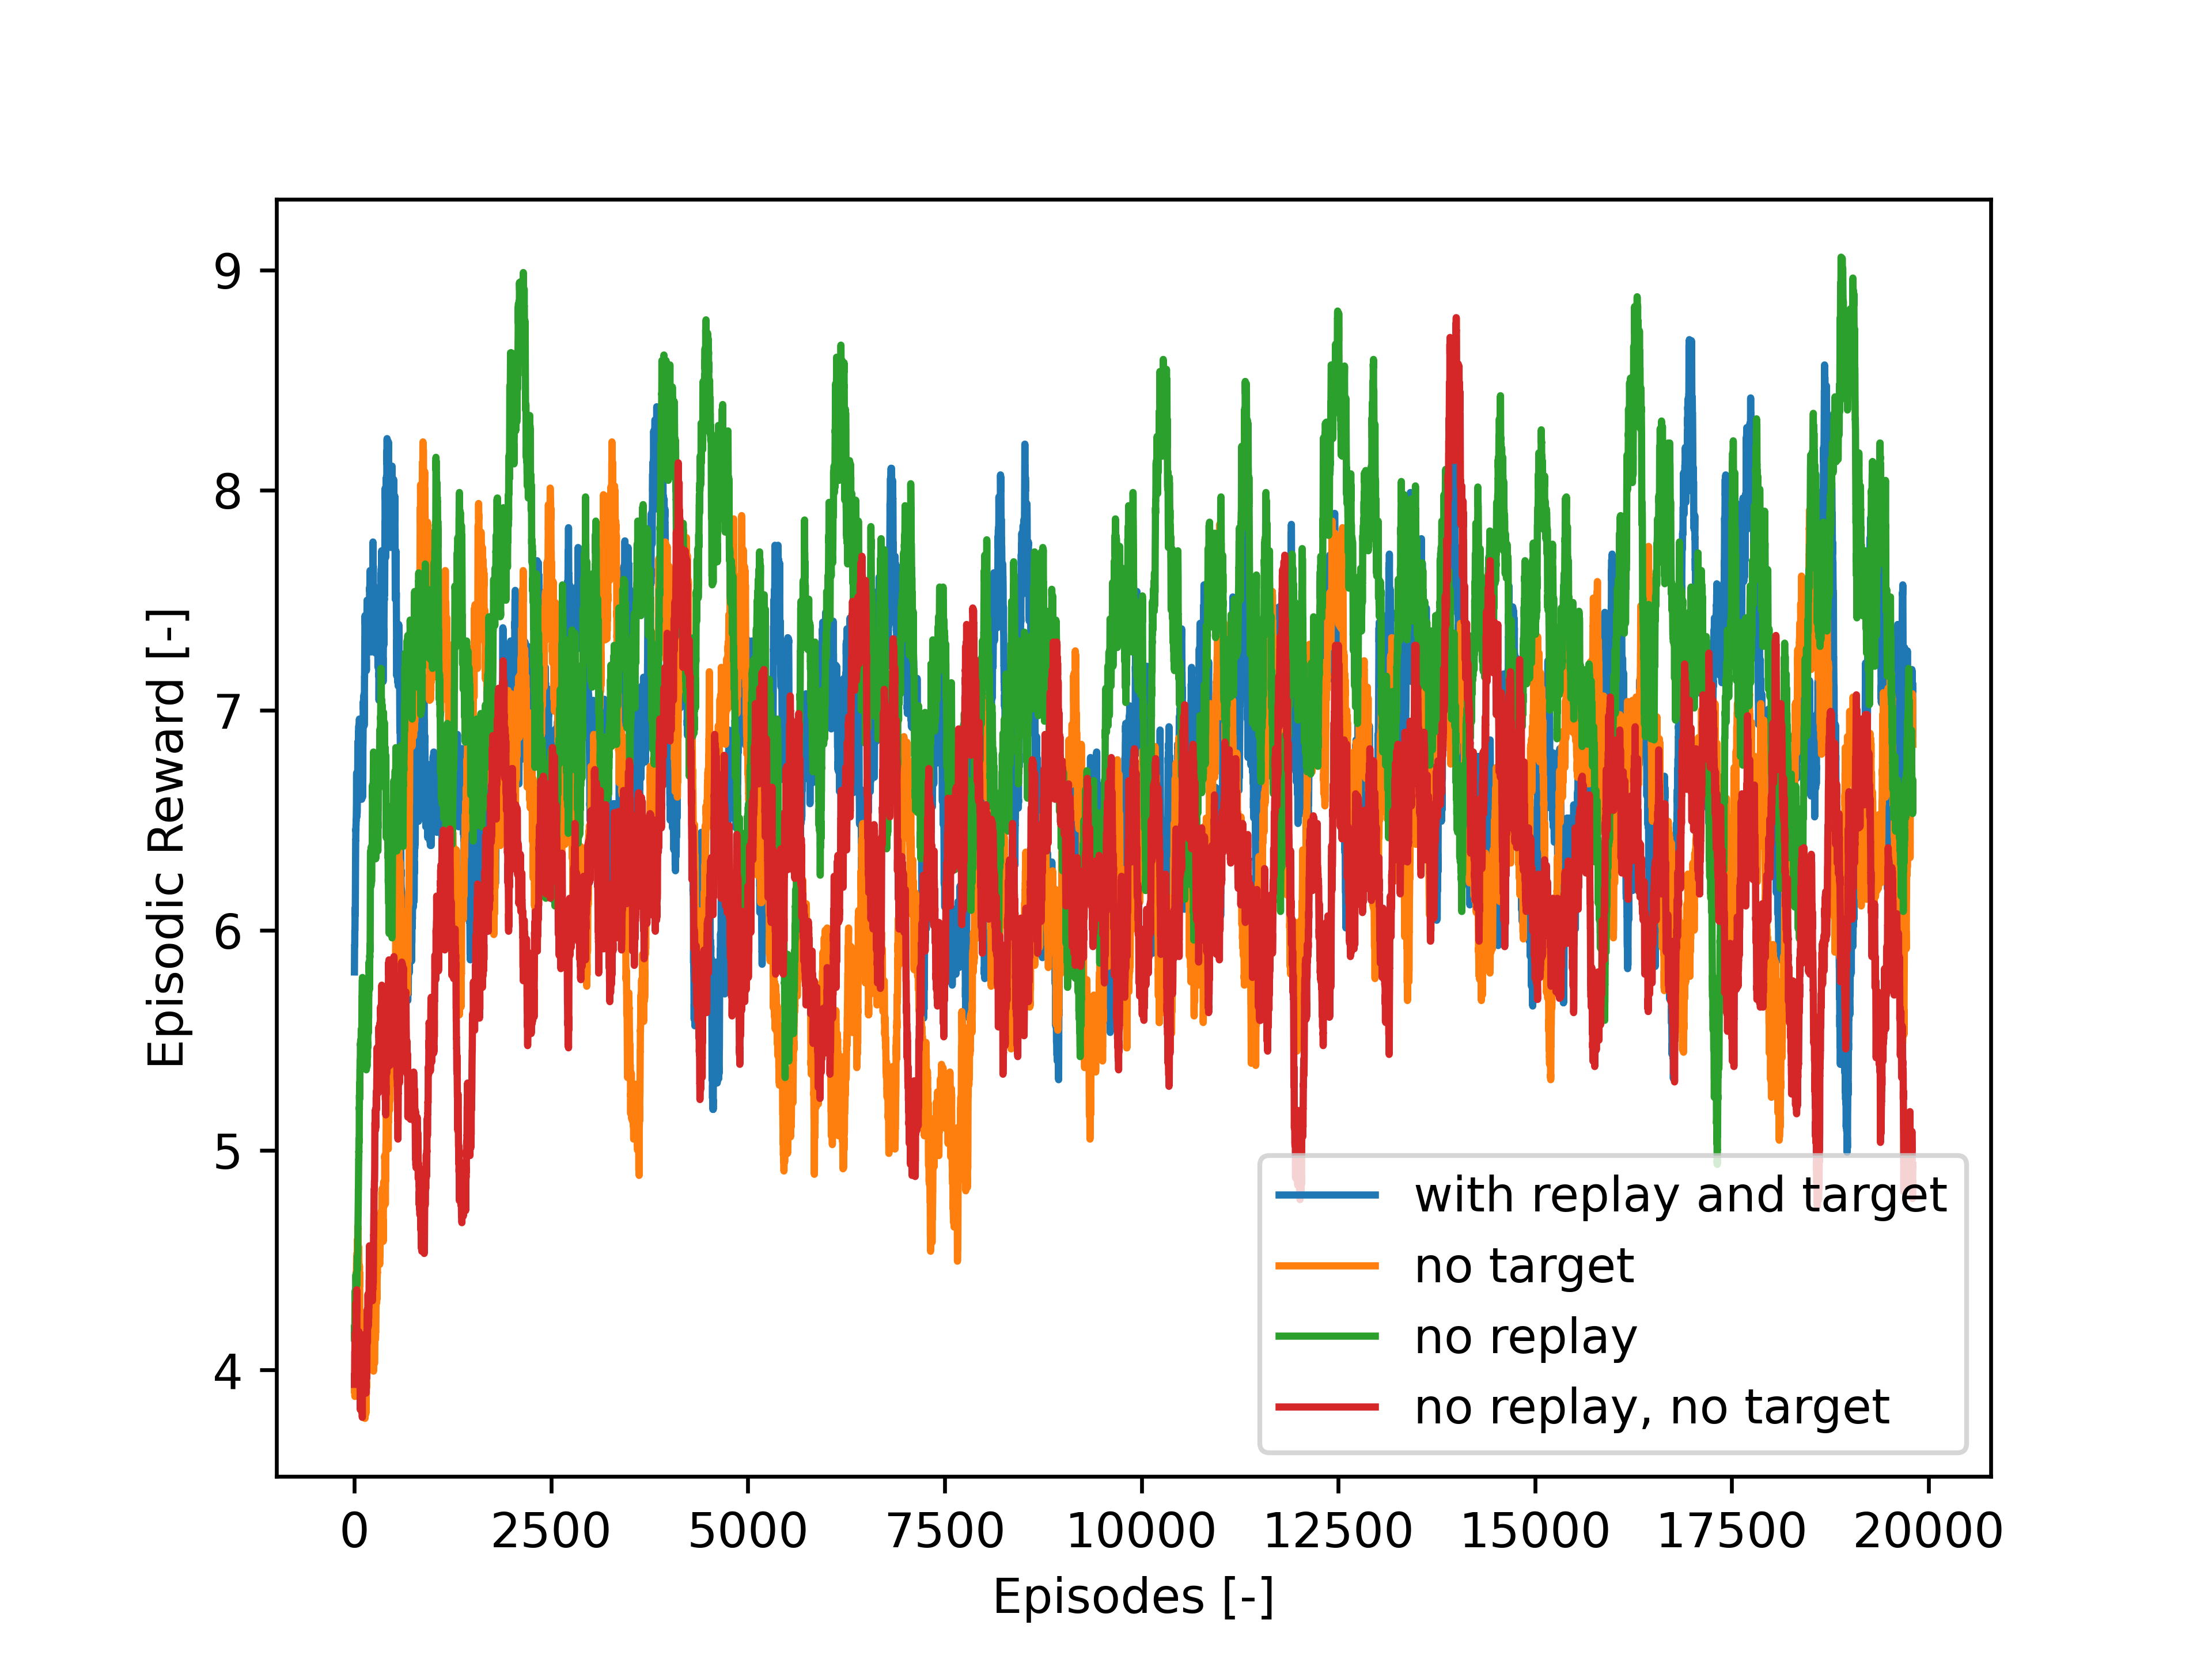 9
8
7
6
5
4
Episodic Reward [-]
with replay and target
no target
no replay
no replay, no target
0 2500 5000 7500 10000 12500 15000 17500 20000
Episodes [-]